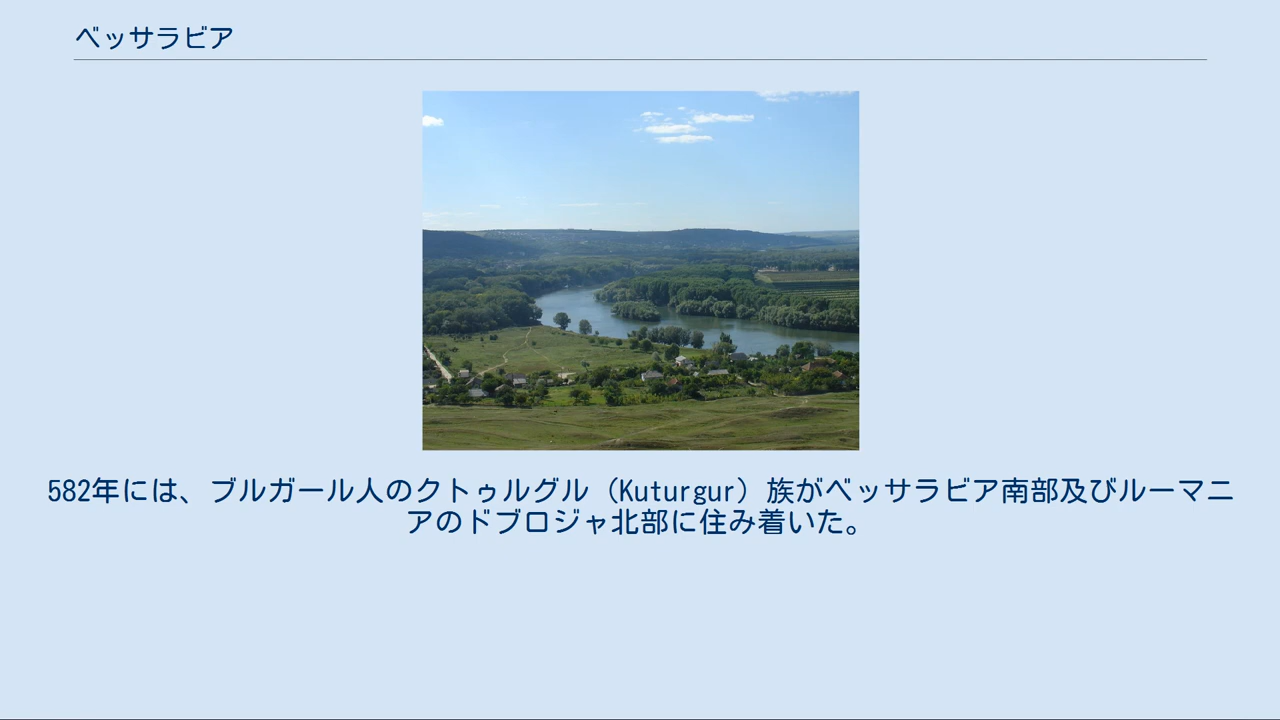 ベッサラビア
582年には、ブルガール人のクトゥルグル（Kuturgur）族がベッサラビア南部及びルーマニ
アのドブロジャ北部に住み着いた。